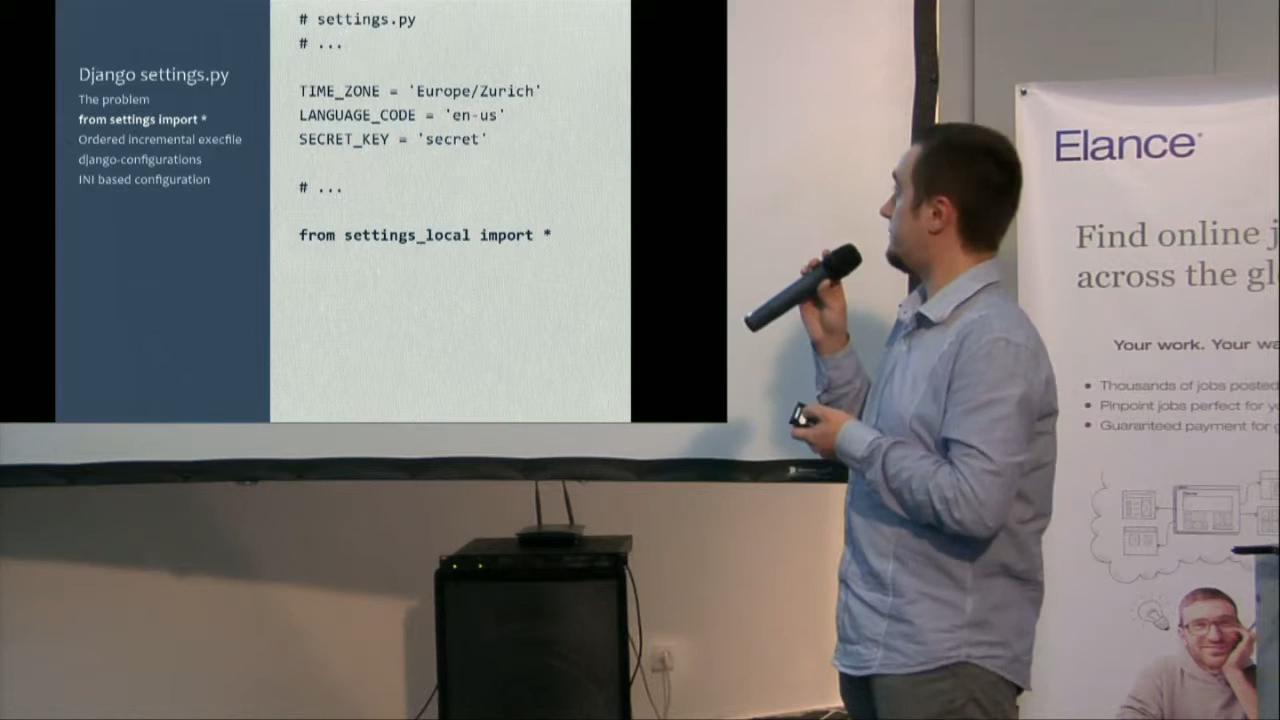 Django settings.py
The problem
from settings import *
Ordered incremental execfile
django-configurations
INI based configuration
# settings.py
# ...
TIME_ZONE = 'Europe/Zurich'
LANGUAGE_CODE = 'en-us'
SECRET_KEY = 'secret'
# ...
from settings_local import *
Elance
Find online j
across the gl
Your work. Your wa
• Thousands of jobs posted
• Pinpoint jobs perfect for y
• Guaranteed payment for